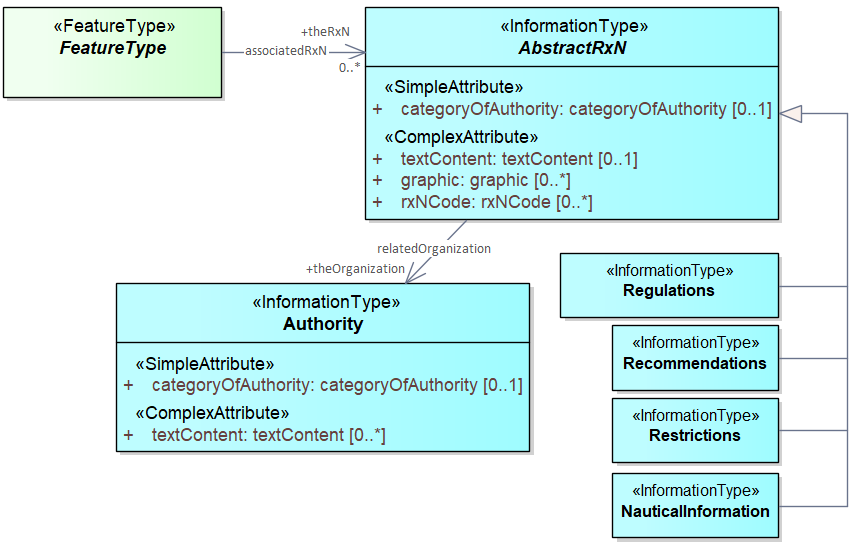 «FeatureType»
FeatureType
+theRxN
associatedRxN
0..*
«InformationType»
AbstractRxN
«SimpleAttribute»
+ categoryOfAuthority: categoryOfAuthority [0..1]
«ComplexAttribute»
+ textContent: textContent [0..1]
+ graphic: graphic [0..*]
+ rxNCode: rxNCode [0..*]
relatedOrganization
+theOrganization
«InformationType»
Authority
«SimpleAttribute»
+ categoryOfAuthority: categoryOfAuthority [0..1]
«ComplexAttribute»
+ textContent: textContent [0..*]
«InformationType»
Regulations
«InformationType»
Recommendations
«InformationType»
Restrictions
«InformationType»
NauticalInformation